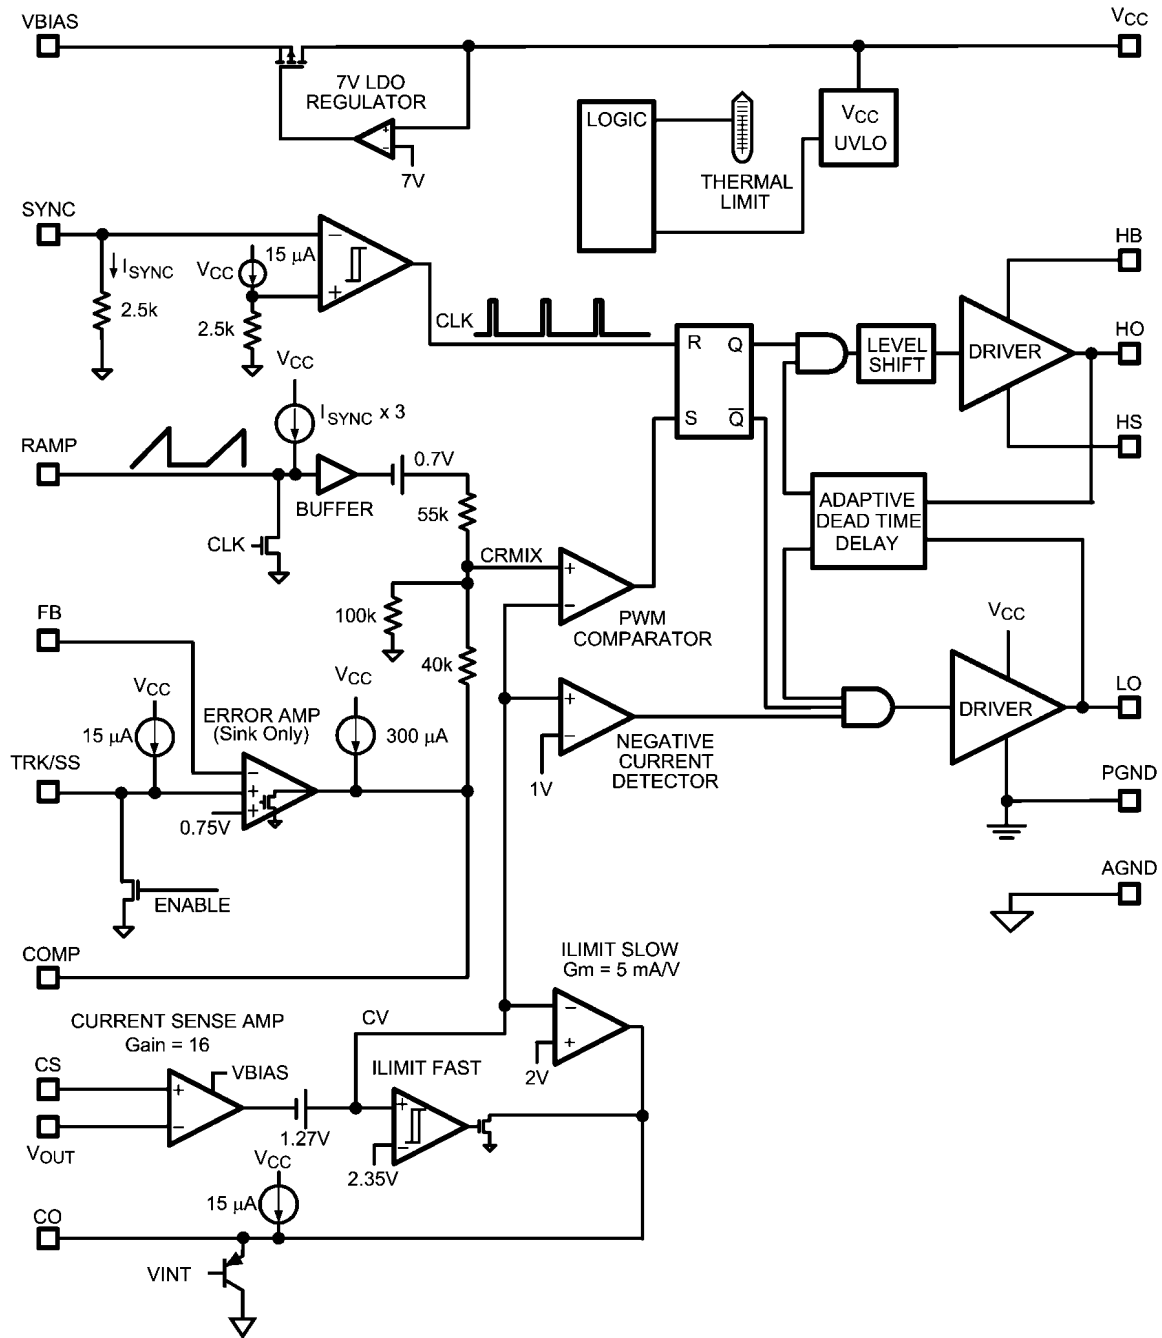 VBIAS
VCC
7V LDO
REGULATOR
+
-
7V
LOGIC
THERMAL
LIMIT
VCC
UVLO
SYNC
ISYNC
2.5k
VCC
15 μA
2.5k
−
+
CLK
R Q
S Q̅
LEVEL
SHIFT
DRIVER
HB
HO
HS
VCC
ISYNC x 3
RAMP
BUFFER
0.7V
55k
CLK
CRMIX
100k
40k
+
−
PWM
COMPARATOR
ADAPTIVE
DEAD TIME
DELAY
FB
VCC
15 μA
ERROR AMP
(Sink Only)
VCC
300 μA
TRK/SS
−
+
+
0.75V
ENABLE
+
−
1V
NEGATIVE
CURRENT
DETECTOR
VCC
DRIVER
LO
PGND
AGND
COMP
ILIMIT SLOW
Gm = 5 mA/V
−
+
2V
CURRENT SENSE AMP
Gain = 16
CV
CS
VOUT
+
−
VBIAS
1.27V
ILIMIT FAST
+
−
2.35V
VCC
15 μA
CO
VINT